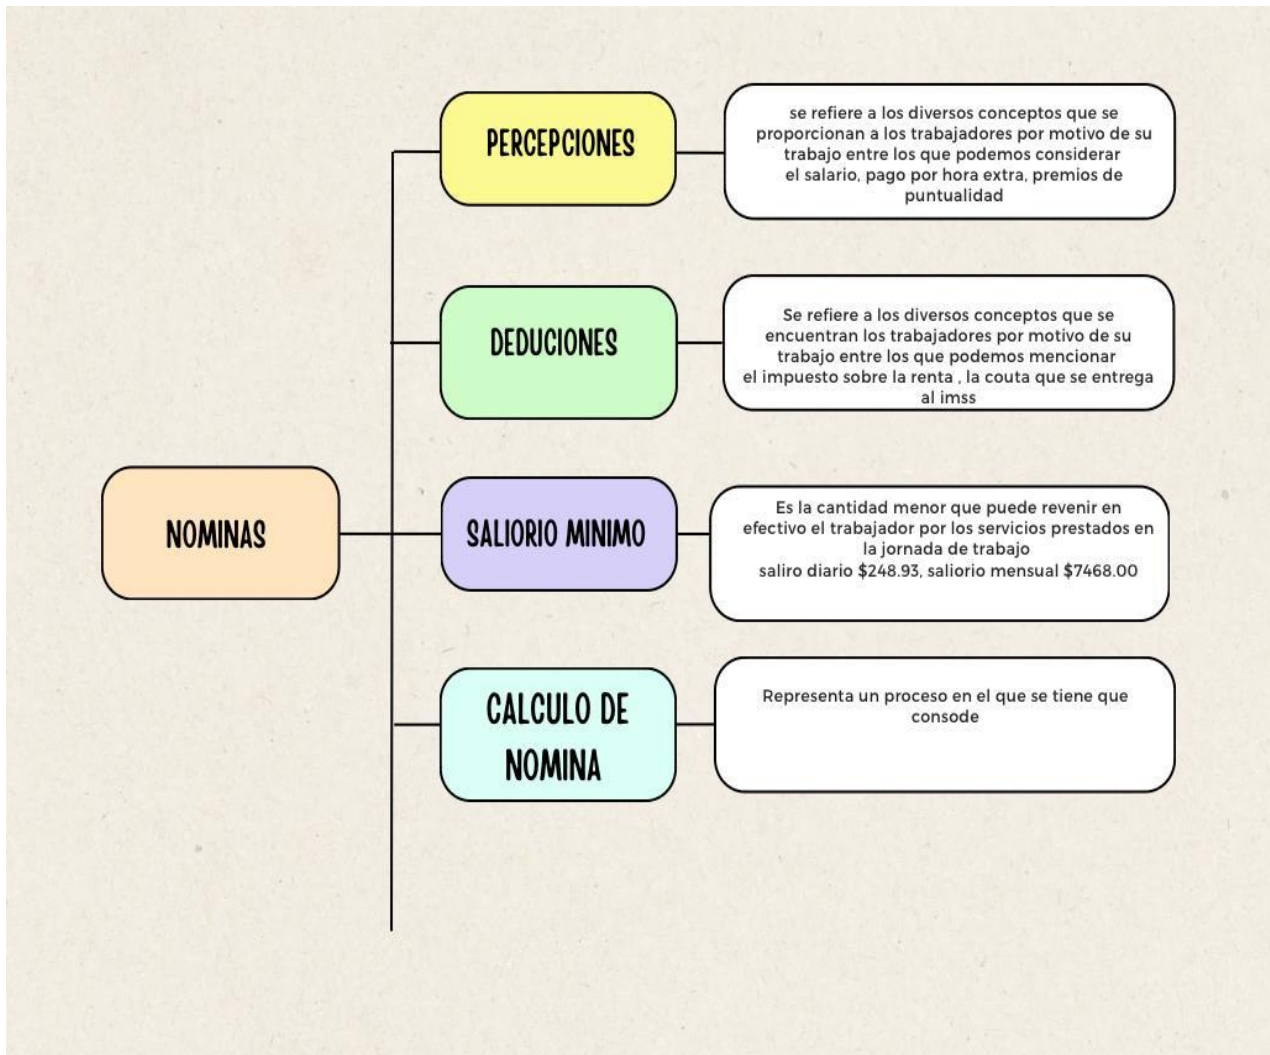 PERCEPCIONES
se refiere a los diversos conceptos que se
proporcionan a los trabajadores por motivo de su
trabajo entre los que podemos considerar
el salario, pago por hora extra, premios de
puntualidad
DEDUCIONES
Se refiere a los diversos conceptos que se
encuentran los trabajadores por motivo de su
trabajo entre los que podemos mencionar
el impuesto sobre la renta , la couta que se entrega
al imss
NOMINAS
SALIORIO MINIMO
Es la cantidad menor que puede revenir en
efectivo el trabajador por los servicios prestados en
la jornada de trabajo
saliro diario $248.93, saliorio mensual $7468.00
CALCULO DE
NOMINA
Representa un proceso en el que se tiene que
consode